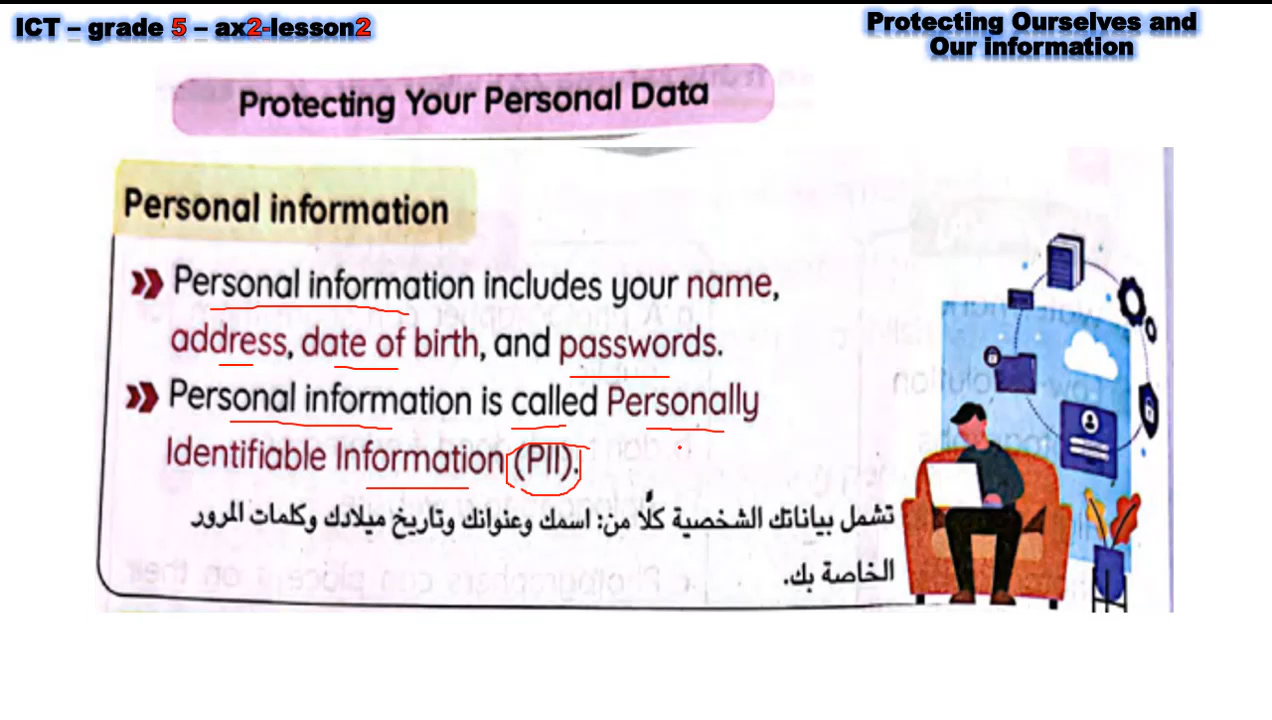 ICT – grade 5 – ax2-lesson2
Protecting Ourselves and
Our information
Protecting Your Personal Data
Personal information
Personal information includes your name,
address, date of birth, and passwords.
Personal information is called Personally
Identifiable Information (PII).
تشمل بياناتك الشخصية كلًّا من: اسمك وعنوانك وتاريخ ميلادك وكلمات المرور
الخاصة بك.